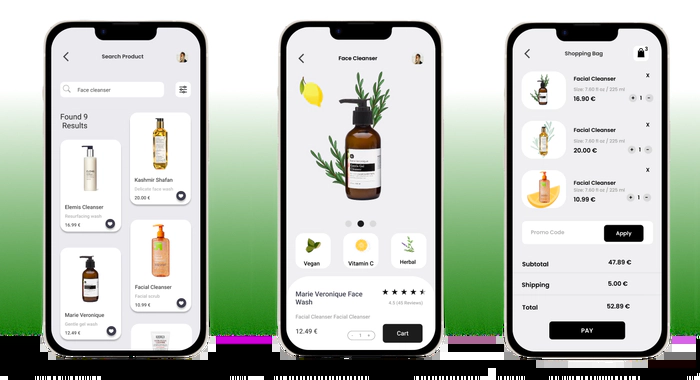 Search Product
Face cleanser
Found 9
Results
Elemis Cleanser
Resurfacing wash
16.99 €
Kashmir Shafan
Delicate face wash
20.00 €
Marie Veronique
Gentle gel wash
12.49 €
Facial Cleanser
Facial scrub
10.99 €
Face Cleanser
Vegan
Vitamin C
Herbal
Marie Veronique Face
Wash
4.5 (45 Reviews)
Facial Cleanser Facial Cleanser
12.49 €
- 1 +
Cart
Shopping Bag
3
Facial Cleanser
X
Size: 7.60 fl oz / 225 ml
16.90 €
+ 1 -
Facial Cleanser
X
Size: 7.60 fl oz / 225 ml
20.00 €
+ 1 -
Facial Cleanser
X
Size: 7.60 fl oz / 225 ml
10.99 €
+ 1 -
Promo Code
Apply
Subtotal
47.89 €
Shipping
5.00 €
Total
52.89 €
PAY